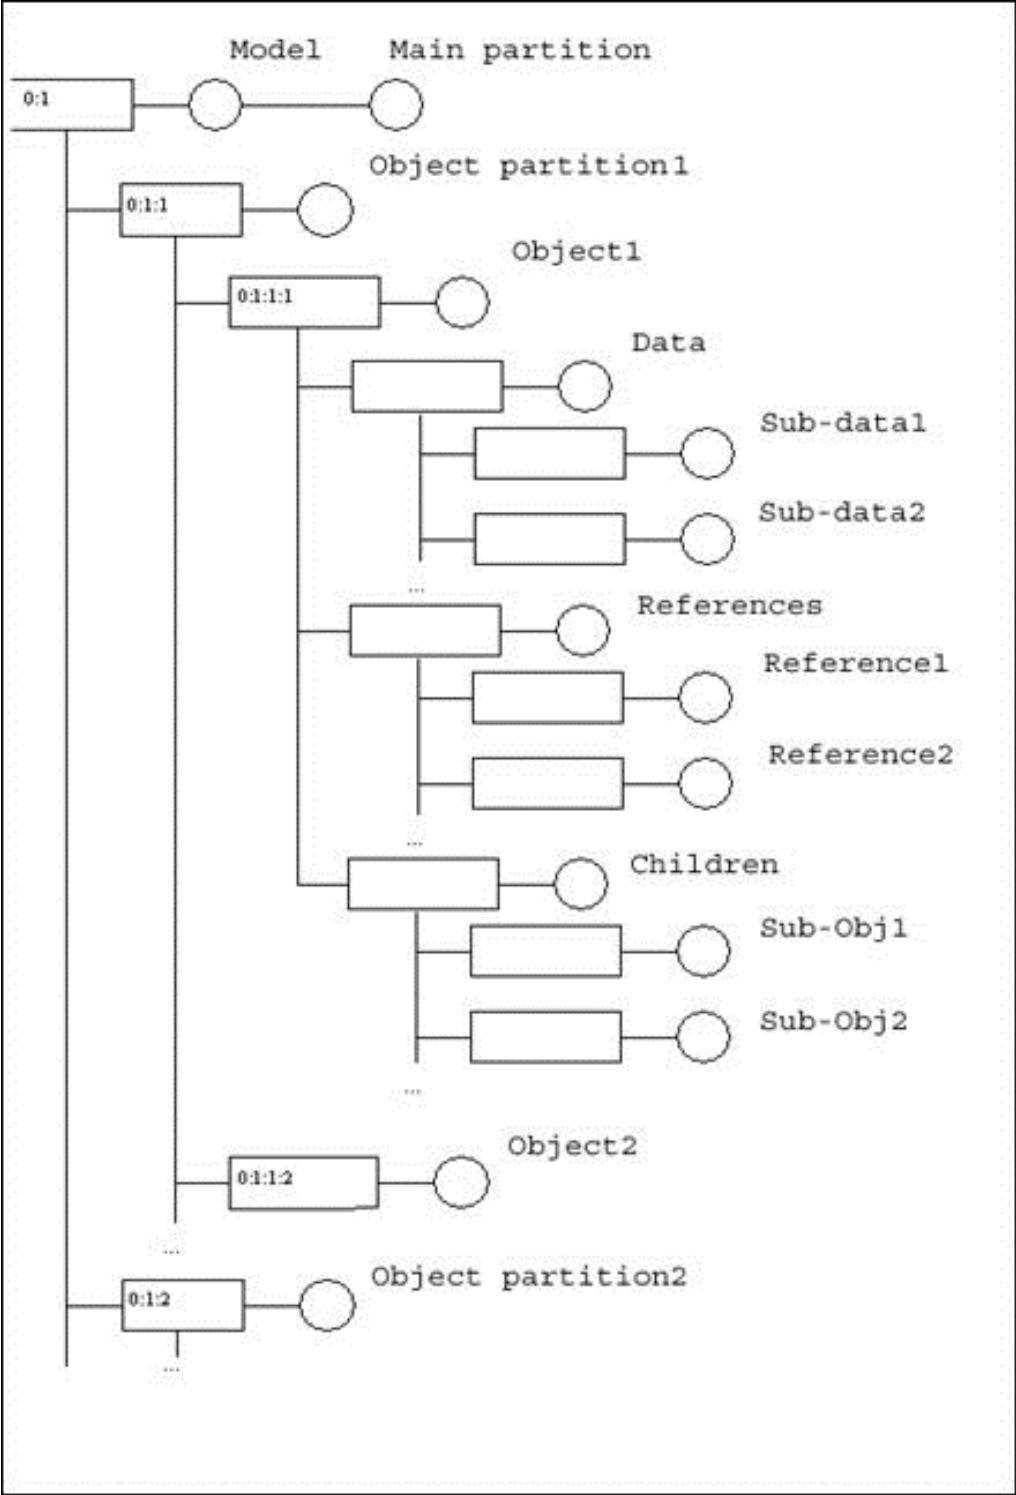 Model Main partition
0:1
Object partition1
0:1:1
Object1
0:1:1:1
Data
Sub-data1
Sub-data2
...
References
Reference1
Reference2
...
Children
Sub-Obj1
Sub-Obj2
...
Object2
0:1:1:2
...
Object partition2
0:1:2
...